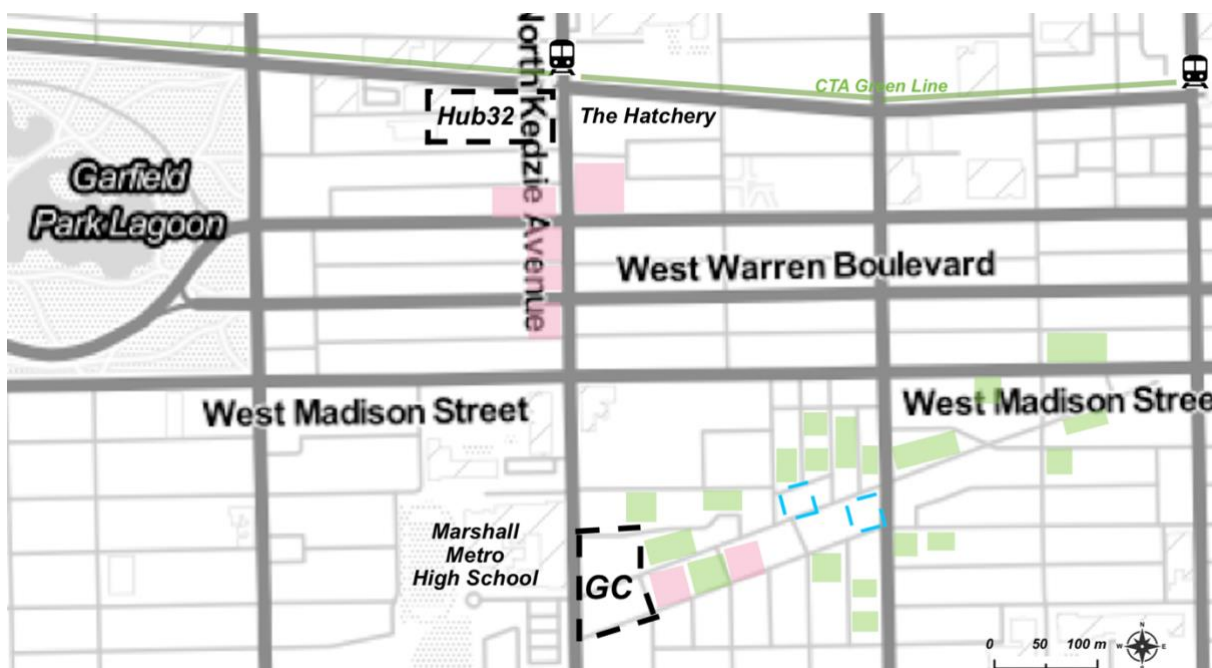 North Kedzie Avenue
CTA Green Line
Hub32
The Hatchery
Garfield
Park Lagoon
West Warren Boulevard
West Madison Street
West Madison Stree
Marshall
Metro
High School
GC
0 50 100 m
N
W E
S